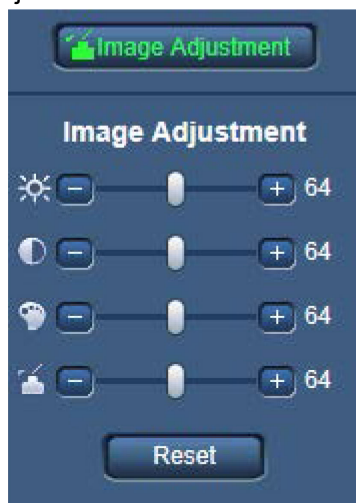 Image Adjustment
Image Adjustment
- + 64
- + 64
- + 64
- + 64
Reset